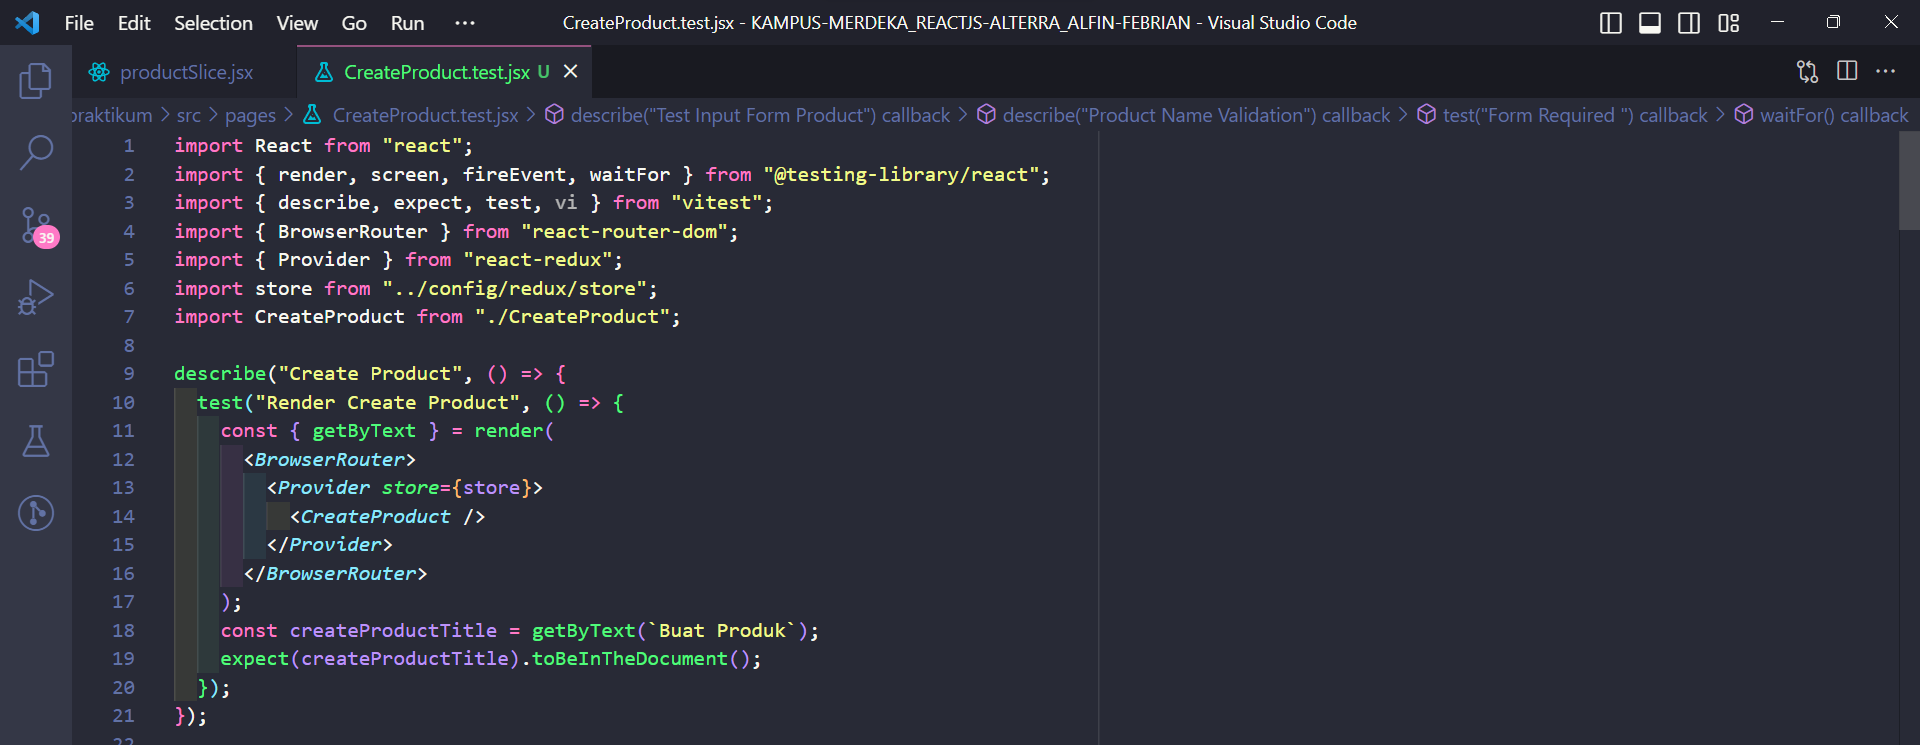 File Edit Selection View Go Run ··· CreateProduct.test.jsx - KAMPUS-MERDEKA_REACTJS-ALTERRA_ALFIN-FEBRIAN - Visual Studio Code
productSlice.jsx CreateProduct.test.jsx U
praktikum > src > pages > CreateProduct.test.jsx > describe("Test Input Form Product") callback > describe("Product Name Validation") callback > test("Form Required ") callback > waitFor() callback
39
1 import React from "react";
2 import { render, screen, fireEvent, waitFor } from "@testing-library/react";
3 import { describe, expect, test, vi } from "vitest";
4 import { BrowserRouter } from "react-router-dom";
5 import { Provider } from "react-redux";
6 import store from "../config/redux/store";
7 import CreateProduct from "./CreateProduct";
8
9 describe("Create Product", () => {
10 test("Render Create Product", () => {
11 const { getByText } = render(
12 <BrowserRouter>
13 <Provider store={store}>
14 <CreateProduct />
15 </Provider>
16 </BrowserRouter>
17 );
18 const createProductTitle = getByText(`Buat Produk`);
19 expect(createProductTitle).toBeInTheDocument();
20 });
21 });
22